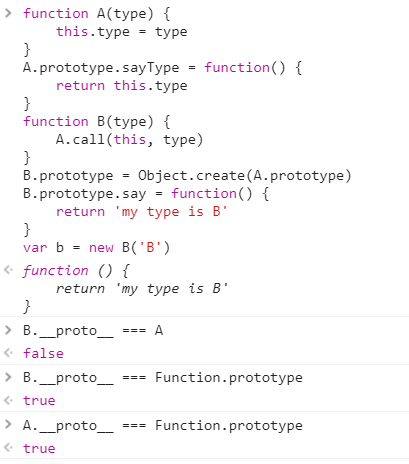 function A(type) {
    this.type = type
}
A.prototype.sayType = function() {
    return this.type
}
function B(type) {
    A.call(this, type)
}
B.prototype = Object.create(A.prototype)
B.prototype.say = function() {
    return 'my type is B'
}
var b = new B('B')
function () {
    return 'my type is B'
}
B.__proto__ === A
false
B.__proto__ === Function.prototype
true
A.__proto__ === Function.prototype
true